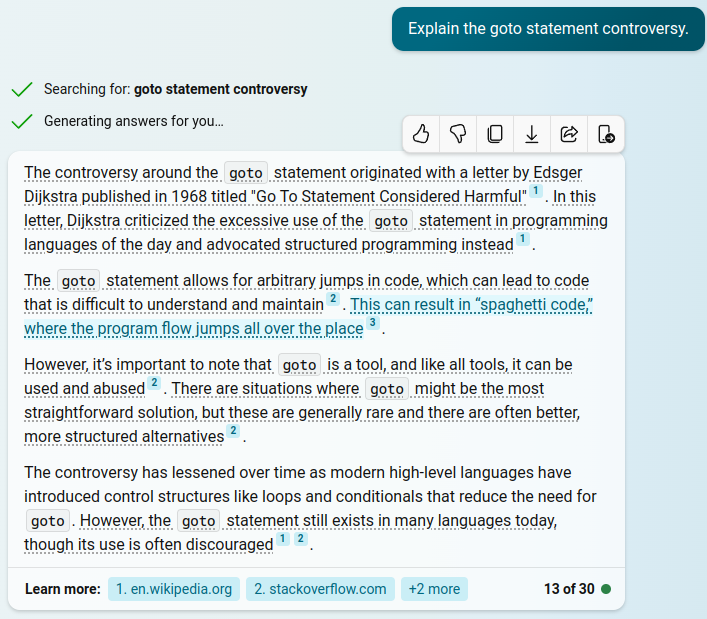 Explain the goto statement controversy.
Searching for: goto statement controversy
Generating answers for you…
The controversy around the goto statement originated with a letter by Edsger
Dijkstra published in 1968 titled "Go To Statement Considered Harmful" 1 . In this
letter, Dijkstra criticized the excessive use of the goto statement in programming
languages of the day and advocated structured programming instead 1 .
The goto statement allows for arbitrary jumps in code, which can lead to code
that is difficult to understand and maintain 2 . This can result in “spaghetti code,”
where the program flow jumps all over the place 3 .
However, it’s important to note that goto is a tool, and like all tools, it can be
used and abused 2 . There are situations where goto might be the most
straightforward solution, but these are generally rare and there are often better,
more structured alternatives 2 .
The controversy has lessened over time as modern high-level languages have
introduced control structures like loops and conditionals that reduce the need for
goto . However, the goto statement still exists in many languages today,
though its use is often discouraged 1 2 .
Learn more: 1. en.wikipedia.org 2. stackoverflow.com +2 more 13 of 30